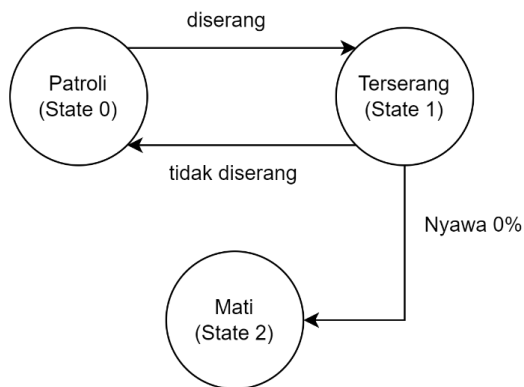 diserang
Patroli
(State 0)
Terserang
(State 1)
tidak diserang
Nyawa 0%
Mati
(State 2)